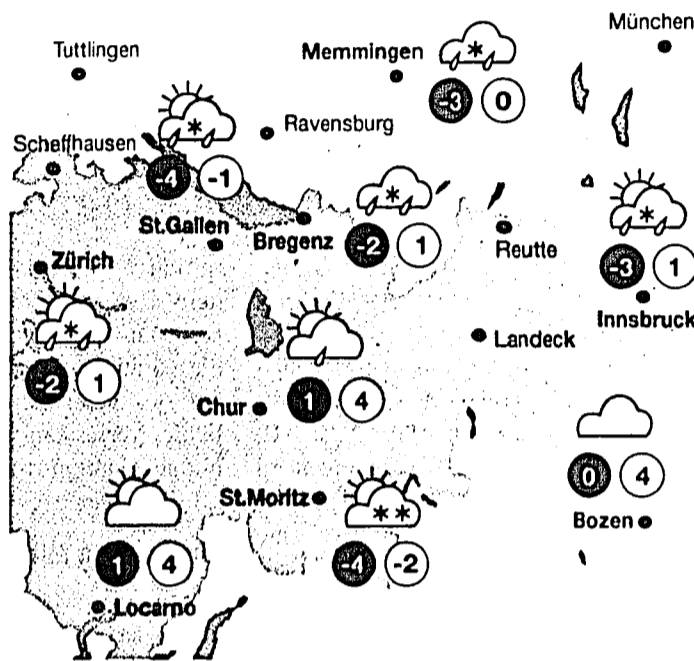 München
Tuttlingen
Memmingen
-3 0
Ravensburg
Schaffhausen
-4 -1
St.Gallen
Bregenz
-2 1
Reutte
-3 1
Zürich
Innsbruck
Landeck
-2 1
Chur
1 4
0 4
St.Moritz
Bozen
1 4
-4 -2
Locarno